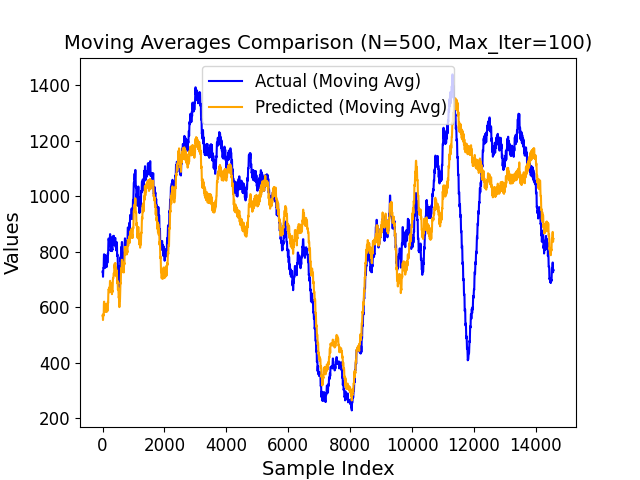 Moving Averages Comparison (N=500, Max_Iter=100)
Actual (Moving Avg)
Predicted (Moving Avg)
Values
1400
1200
1000
800
600
400
200
0 2000 4000 6000 8000 10000 12000 14000
Sample Index